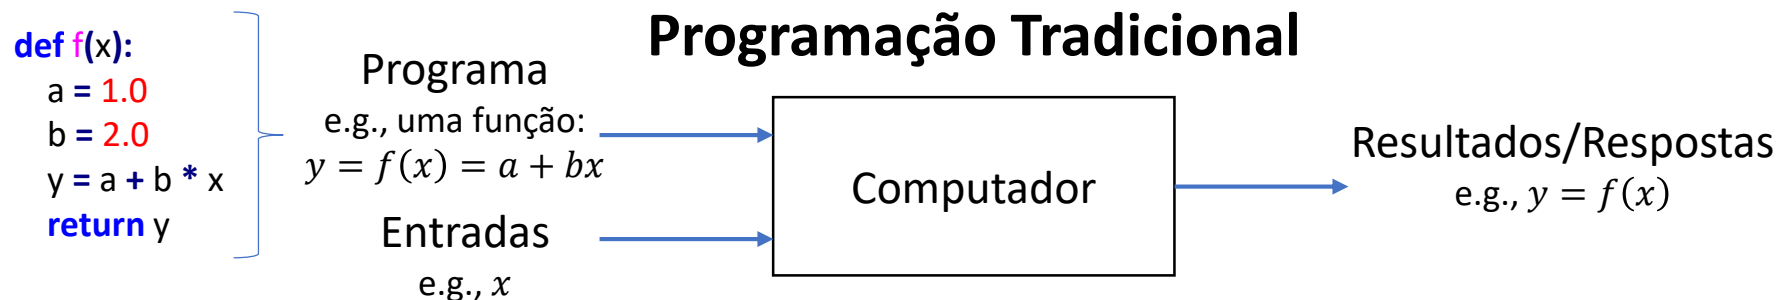 Programação Tradicional
def f(x):
a = 1.0
b = 2.0
y = a + b * x
return y
Programa
e.g., uma função:
y = f(x) = a + bx
Entradas
e.g., x
Computador
Resultados/Respostas
e.g., y = f(x)